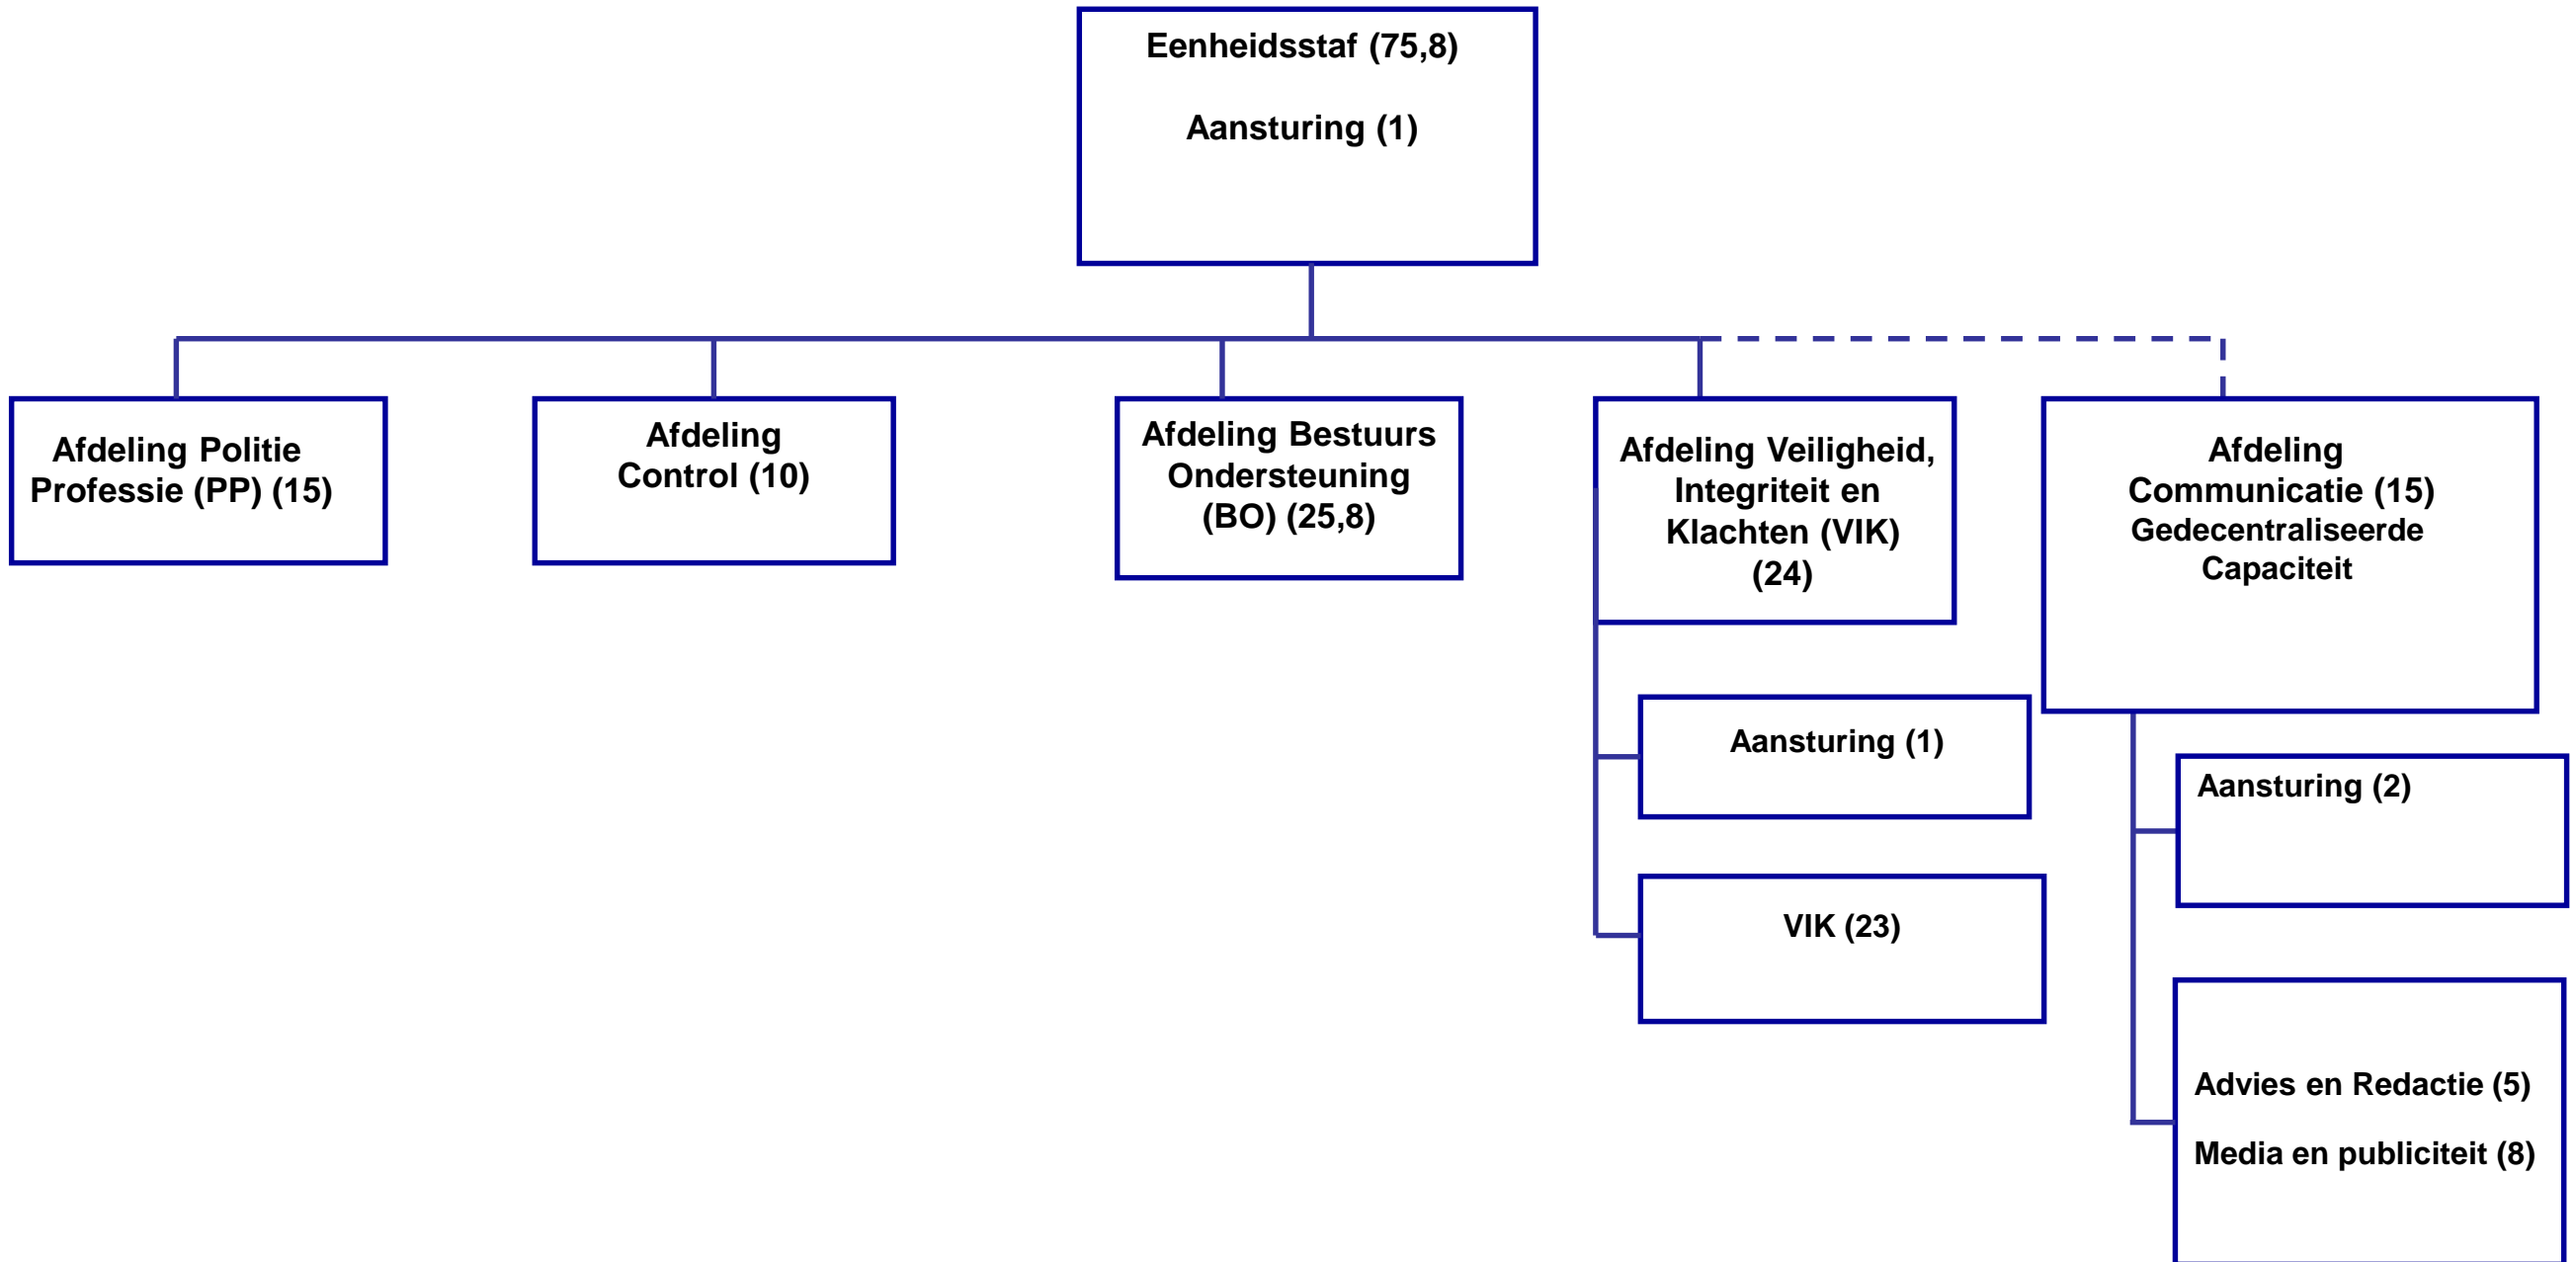 Eenheidsstaf (75,8)
Aansturing (1)
Afdeling Politie
Professie (PP) (15)
Afdeling
Control (10)
Afdeling Bestuurs
Ondersteuning
(BO) (25,8)
Afdeling Veiligheid,
Integriteit en
Klachten (VIK)
(24)
Afdeling
Communicatie (15)
Gedecentraliseerde
Capaciteit
Aansturing (1)
VIK (23)
Aansturing (2)
Advies en Redactie (5)
Media en publiciteit (8)